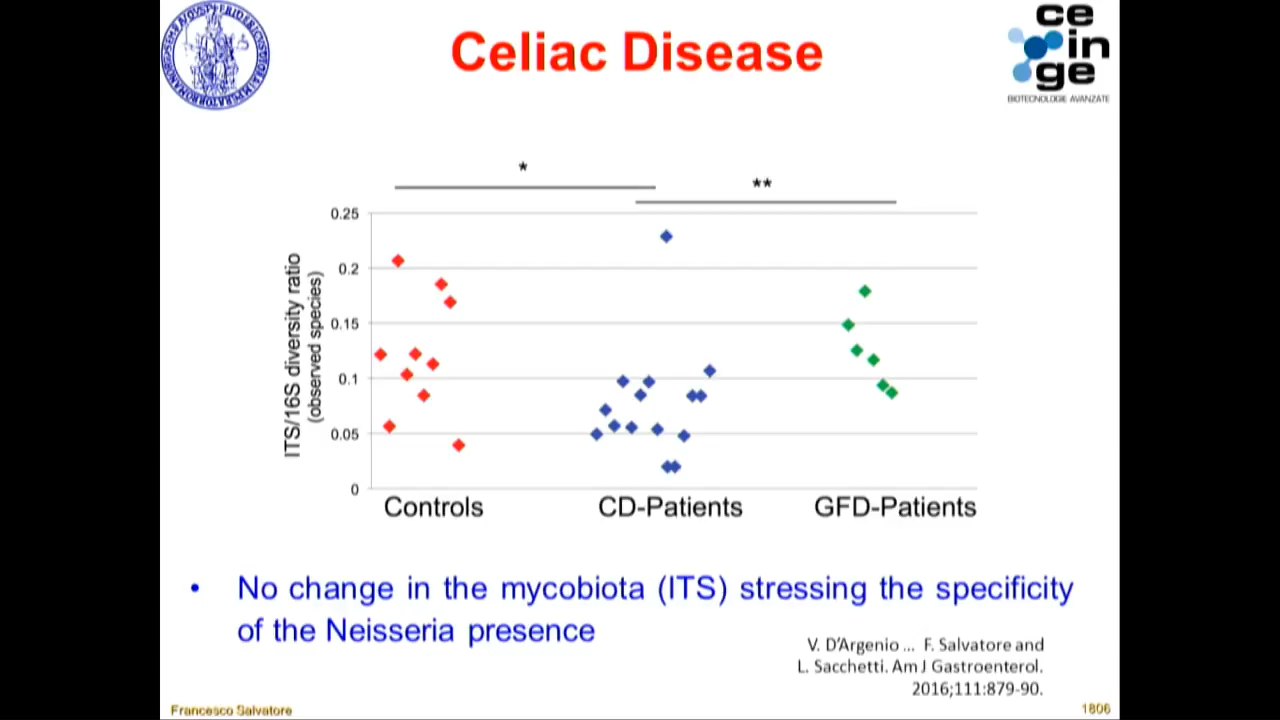 ce
in
ge
BIOTECNOLOGIE AVANZATE
Celiac Disease
*
**
ITS/16S diversity ratio
(observed species)
0.25
0.2
0.15
0.1
0.05
0
Controls CD-Patients GFD-Patients
• No change in the mycobiota (ITS) stressing the specificity
of the Neisseria presence
V. D'Argenio ... F. Salvatore and
L. Sacchetti. Am J Gastroenterol.
2016;111:879-90.
Francesco Salvatore 1806